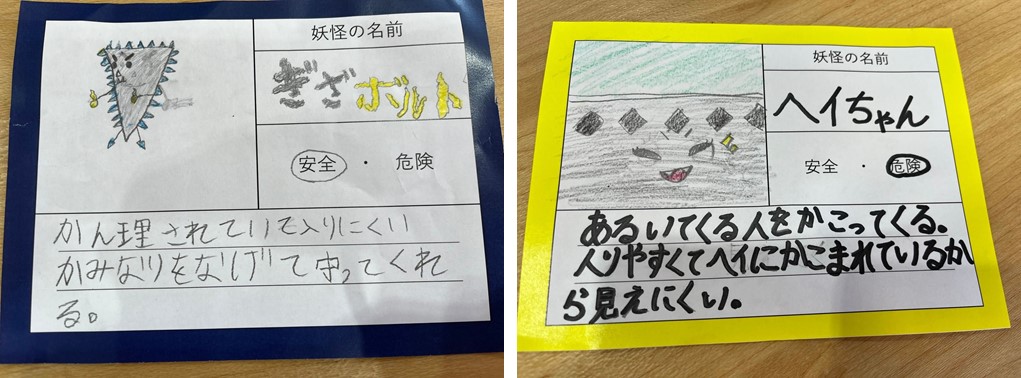 妖怪の名前
ぎざボルト
安全 ・ 危険
かん理されていて入りにくい
かみなりをなげて守ってくれ
る。
妖怪の名前
ヘイちゃん
安全 ・ 危険
あるいてくる人をかこってくる。
入りやすくてヘイにかこまれているか
ら見えにくい。